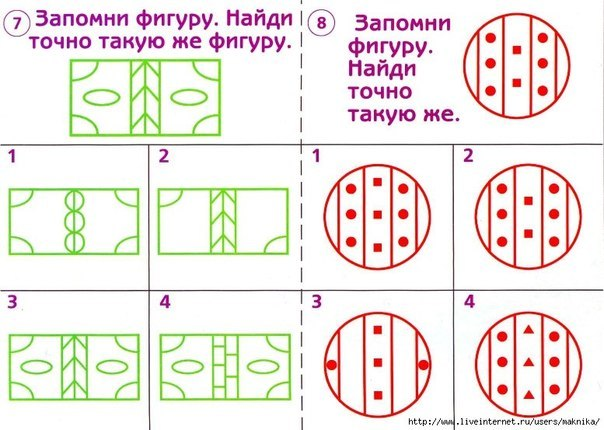 7
Запомни фигуру. Найди
точно такую же фигуру.
8
Запомни
фигуру.
Найди
точно
такую же.
1
2
1
2
3
4
3
4
http://www.liveinternet.ru/users/maknika/